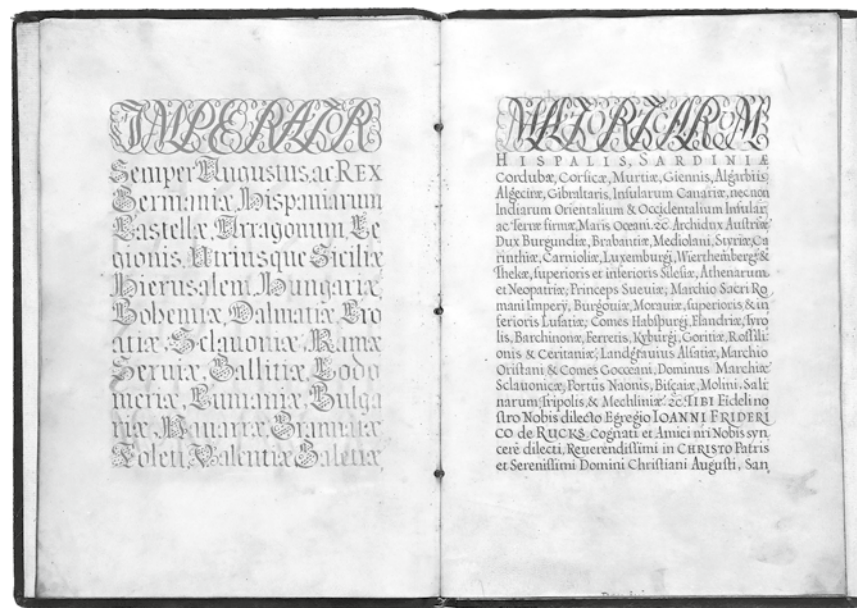 IMPERATOR
Semper Augustus, ac REX
Germaniæ, Hispaniarum
Castellæ, Arragonum, Le
gionis, Utriusque Siciliæ
Hierusalem, Hungariæ,
Bohemiæ, Dalmatiæ, Cro
atiæ, Sclauoniæ, Ramæ
Seruiæ, Gallitiæ, Lodo
meriæ, Cumaniæ, Bulga
riæ, Nauarræ, Granatæ
Toleti, Valentiæ, Galetiæ
MAIORICARUM
HISPALIS, SARDINIÆ
Cordubæ, Corsicæ, Murtiæ, Giennis, Algarbiis
Algeciræ, Gibraltaris, Insularum Canariæ, necnon
Indiarum Orientalium & Occidentalium Insular,
ac Terræ firmæ, Maris Oceani. &c. Archidux Austriæ
Dux Burgundiæ, Brabantiæ, Mediolani, Styriæ, Ca
rinthiæ, Carnioliæ, Luxemburgi, Wierthembergæ &
Thekæ, superioris et inferioris Silesiæ, Athenarum
et Neopatriæ; Princeps Sueuiæ; Marchio Sacri Ro
mani Imperÿ, Burgouiæ, Morauiæ, superioris & in
ferioris Lusatiæ; Comes Habspurgi, Flandriæ, Tyro
lis, Barchinonæ, Ferretis, Kyburgi, Goritiæ, Rossili
onis & Ceritaniæ; Landgrauius Alsatiæ, Marchio
Oristani & Comes Gocceani, Dominus Marchiæ
Sclauonicæ, Portus Naonis, Biscaiæ, Molini, Sali
narum, Tripolis, & Mechliniæ &c. TIBI Fideli no
stro Nobis dilecto Egregio IOANNI FRIDERI
CO de RUCKS Cognati et Amici nr̃i Nobis syn
cerè dilecti, Reuerendissimi in CHRISTO Patris
et Serenissimi Domini Christiani Augusti, San